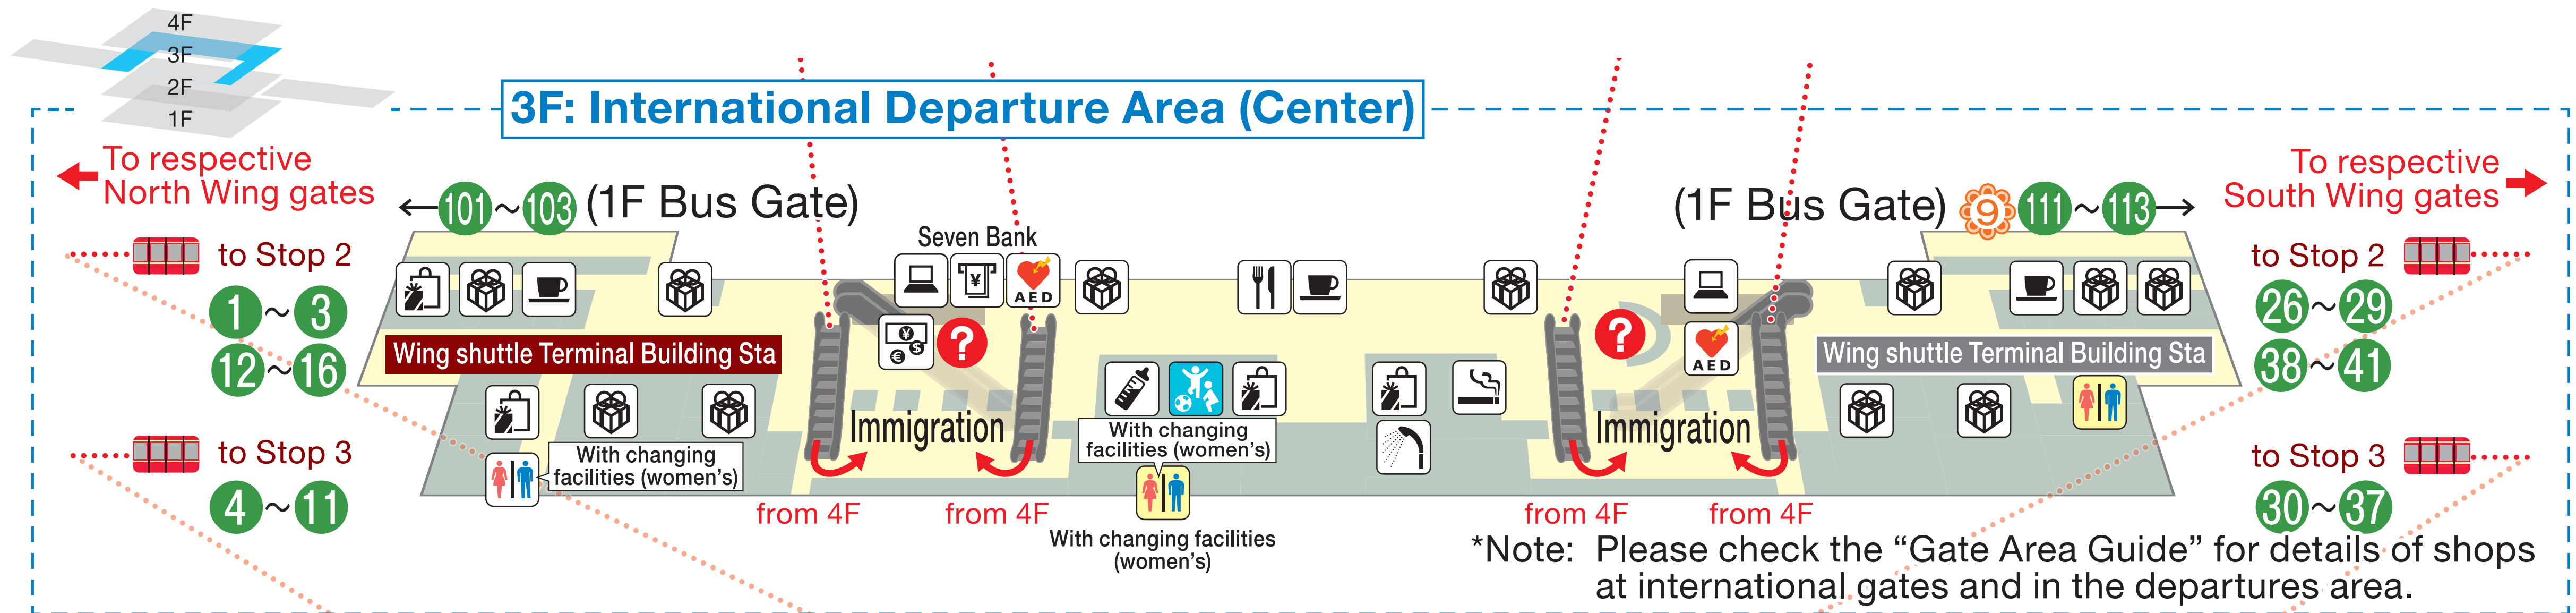 4F
3F
2F
1F
3F: International Departure Area (Center)
To respective
North Wing gates
101~103 (1F Bus Gate)
(1F Bus Gate) 9 111~113
To respective
South Wing gates
to Stop 2
1~3
12~16
to Stop 3
4~11
Seven Bank
¥
AED
¥
$
€
?
Wing shuttle Terminal Building Sta
Immigration
With changing
facilities (women's)
With changing
facilities (women's)
With changing facilities
(women's)
from 4F
from 4F
?
AED
Immigration
from 4F
from 4F
Wing shuttle Terminal Building Sta
to Stop 2
26~29
38~41
to Stop 3
30~37
*Note: Please check the “Gate Area Guide” for details of shops
at international gates and in the departures area.